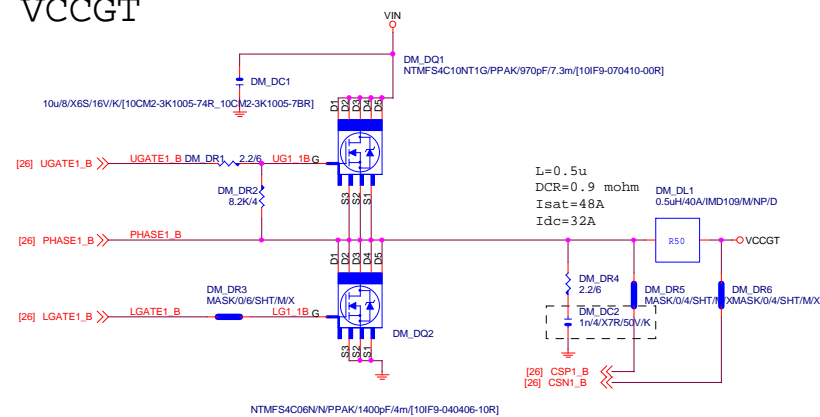 VCCGT
VIN
DM_DQ1
NTMFS4C10NT1G/PPAK/970pF/7.3m/[10IF9-070410-00R]
DM_DC1
10u/8/X6S/16V/K/[10CM2-3K1005-74R_10CM2-3K1005-7BR]
D1
D2
D3
D4
D5
[26] UGATE1_B
UGATE1_B
DM_DR1
2.2/6
UG1_1B
G
S3
S2
S1
DM_DR2
8.2K/4
L=0.5u
DCR=0.9 mohm
Isat=48A
Idc=32A
DM_DL1
0.5uH/40A/IMD109/M/NP/D
[26] PHASE1_B
PHASE1_B
R50
VCCGT
D1
D2
D3
D4
D5
DM_DR3
MASK/0/6/SHT/M/X
[26] LGATE1_B
LGATE1_B
LG1_1B
G
DM_DQ2
S3
S2
S1
DM_DR4
2.2/6
DM_DR5
MASK/0/4/SHT/M/X
DM_DR6
MASK/0/4/SHT/M/X
DM_DC2
1n/4/X7R/50V/K
[26] CSP1_B
[26] CSN1_B
NTMFS4C06N/N/PPAK/1400pF/4m/[10IF9-040406-10R]